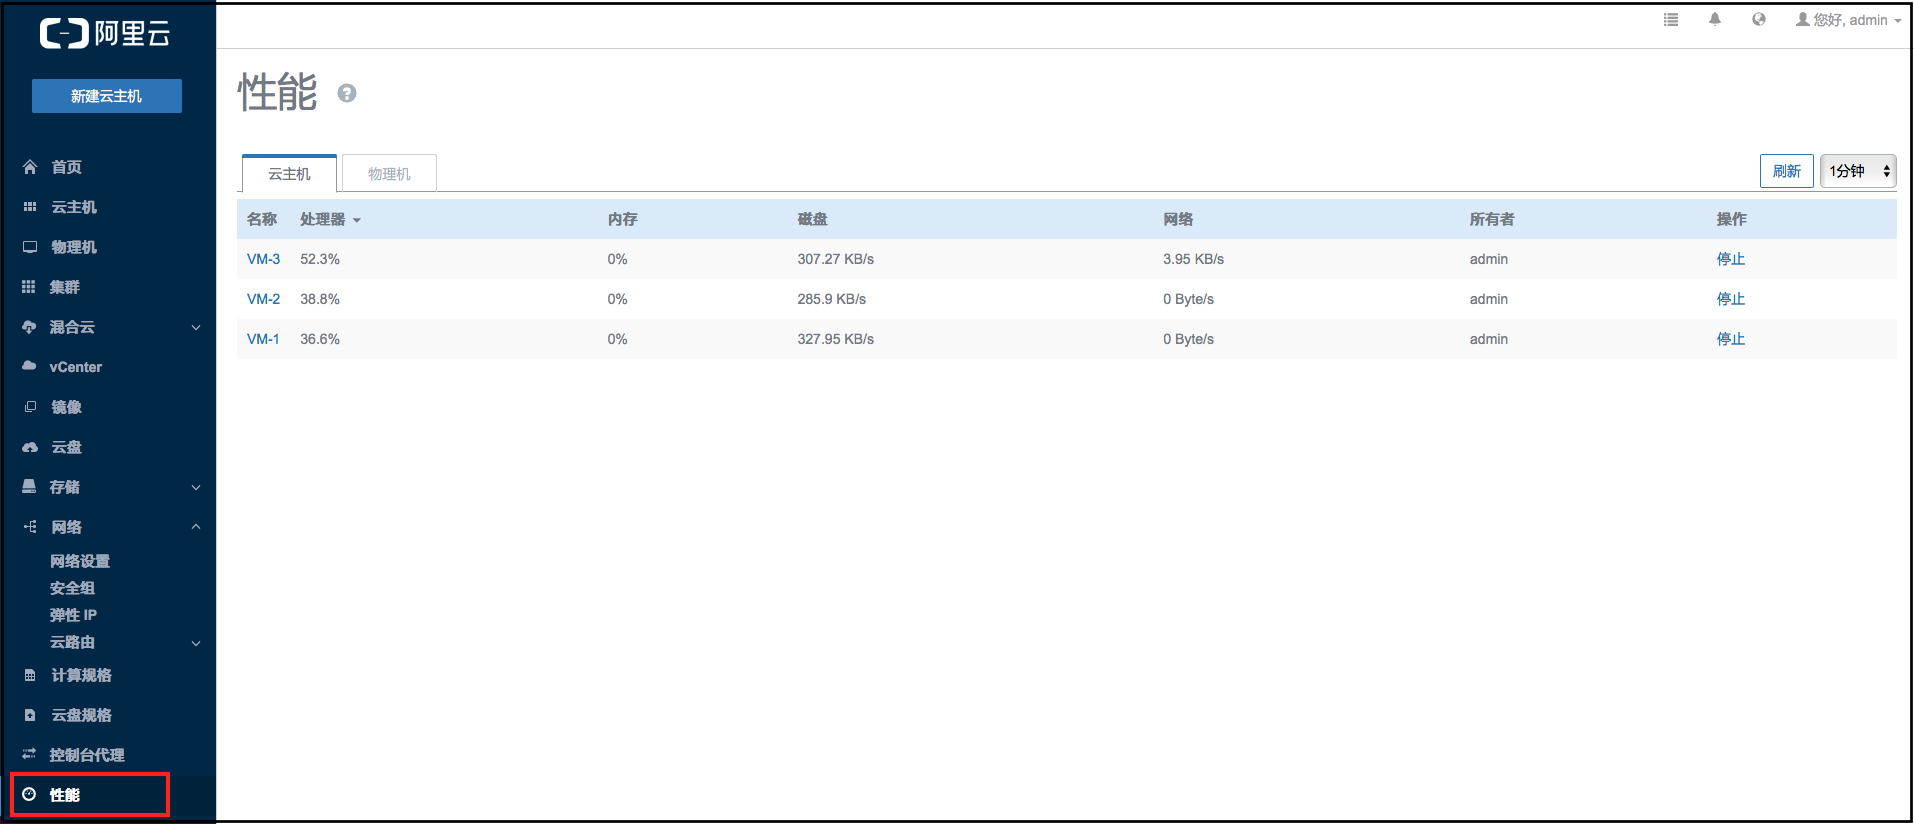 阿里云
新建云主机
首页
云主机
物理机
集群
混合云
vCenter
镜像
云盘
存储
网络
网络设置
安全组
弹性 IP
云路由
计算规格
云盘规格
控制台代理
性能
您好, admin
性能
云主机 物理机 刷新 1分钟
名称 处理器 内存 磁盘 网络 所有者 操作
VM-3 52.3% 0% 307.27 KB/s 3.95 KB/s admin 停止
VM-2 38.8% 0% 285.9 KB/s 0 Byte/s admin 停止
VM-1 36.6% 0% 327.95 KB/s 0 Byte/s admin 停止